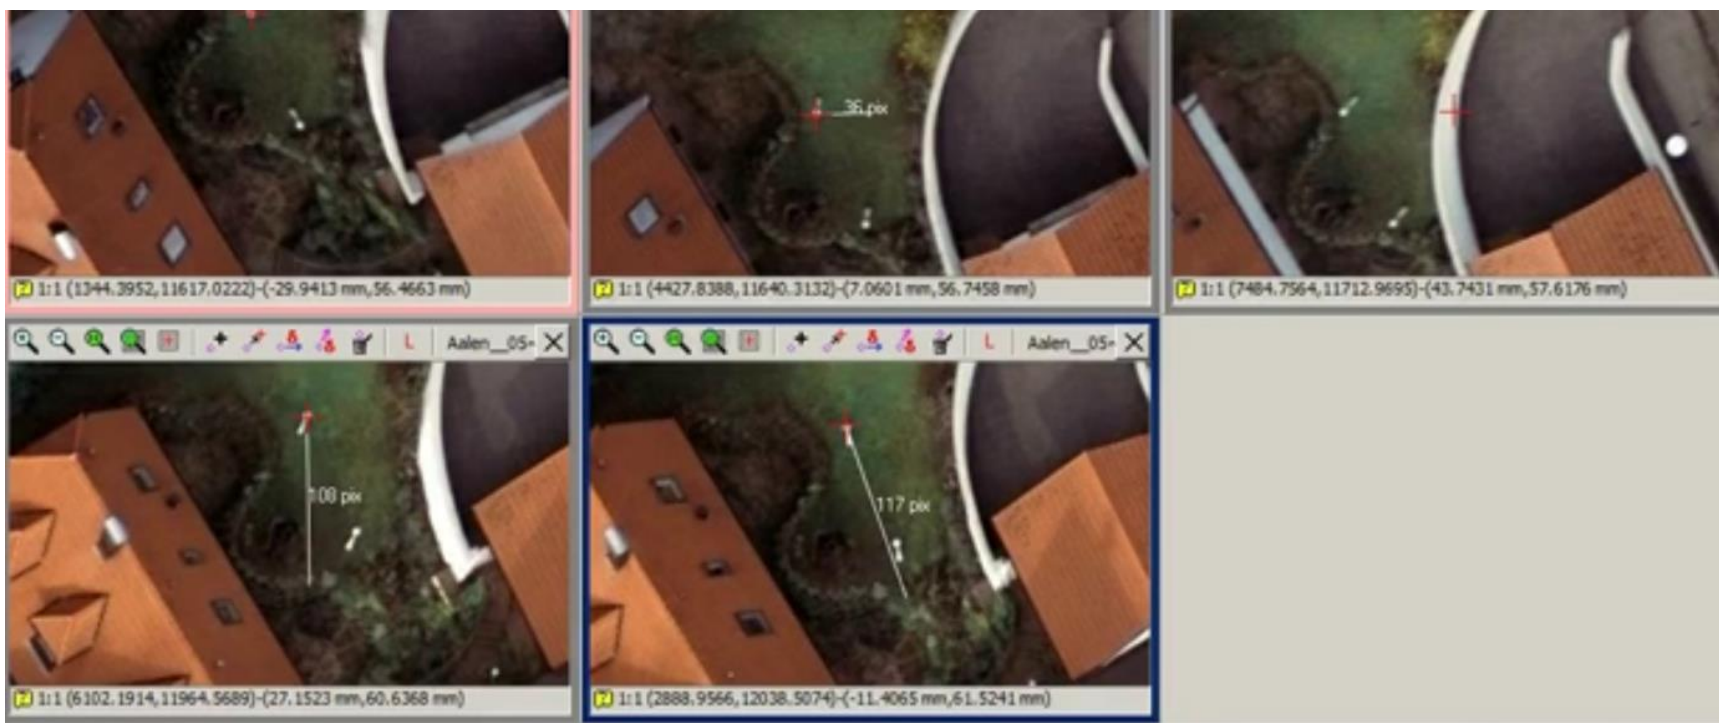 36 pix
1:1 (1344.3952,11617.0222)-(-29.9413 mm,56.4663 mm)
1:1 (4427.8388,11640.3132)-(7.0601 mm,56.7458 mm)
1:1 (7484.7564,11712.9695)-(43.7431 mm,57.6176 mm)
L Aalen__05-
L Aalen__05-
108 pix
117 pix
1:1 (6102.1914,11964.5689)-(27.1523 mm,60.6368 mm)
1:1 (2888.9566,12038.5074)-(-11.4065 mm,61.5241 mm)